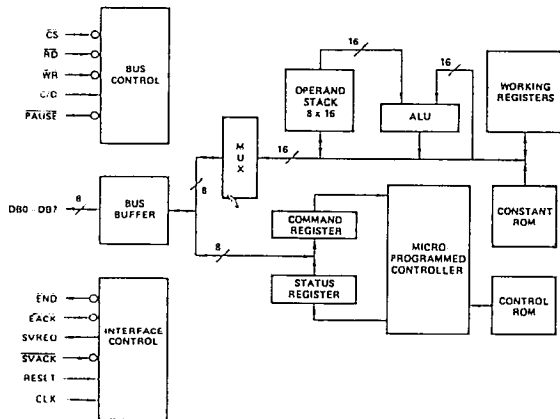 CS
RD
WR
C/D
PAUSE
BUS
CONTROL
DB0 - DB7
8
BUS
BUFFER
8
8
MUX
16
16
OPERAND
STACK
8 x 16
ALU
16
WORKING
REGISTERS
CONSTANT
ROM
COMMAND
REGISTER
STATUS
REGISTER
MICRO
PROGRAMMED
CONTROLLER
CONTROL
ROM
END
EACK
SVREQ
SVACK
RESET
CLK
INTERFACE
CONTROL